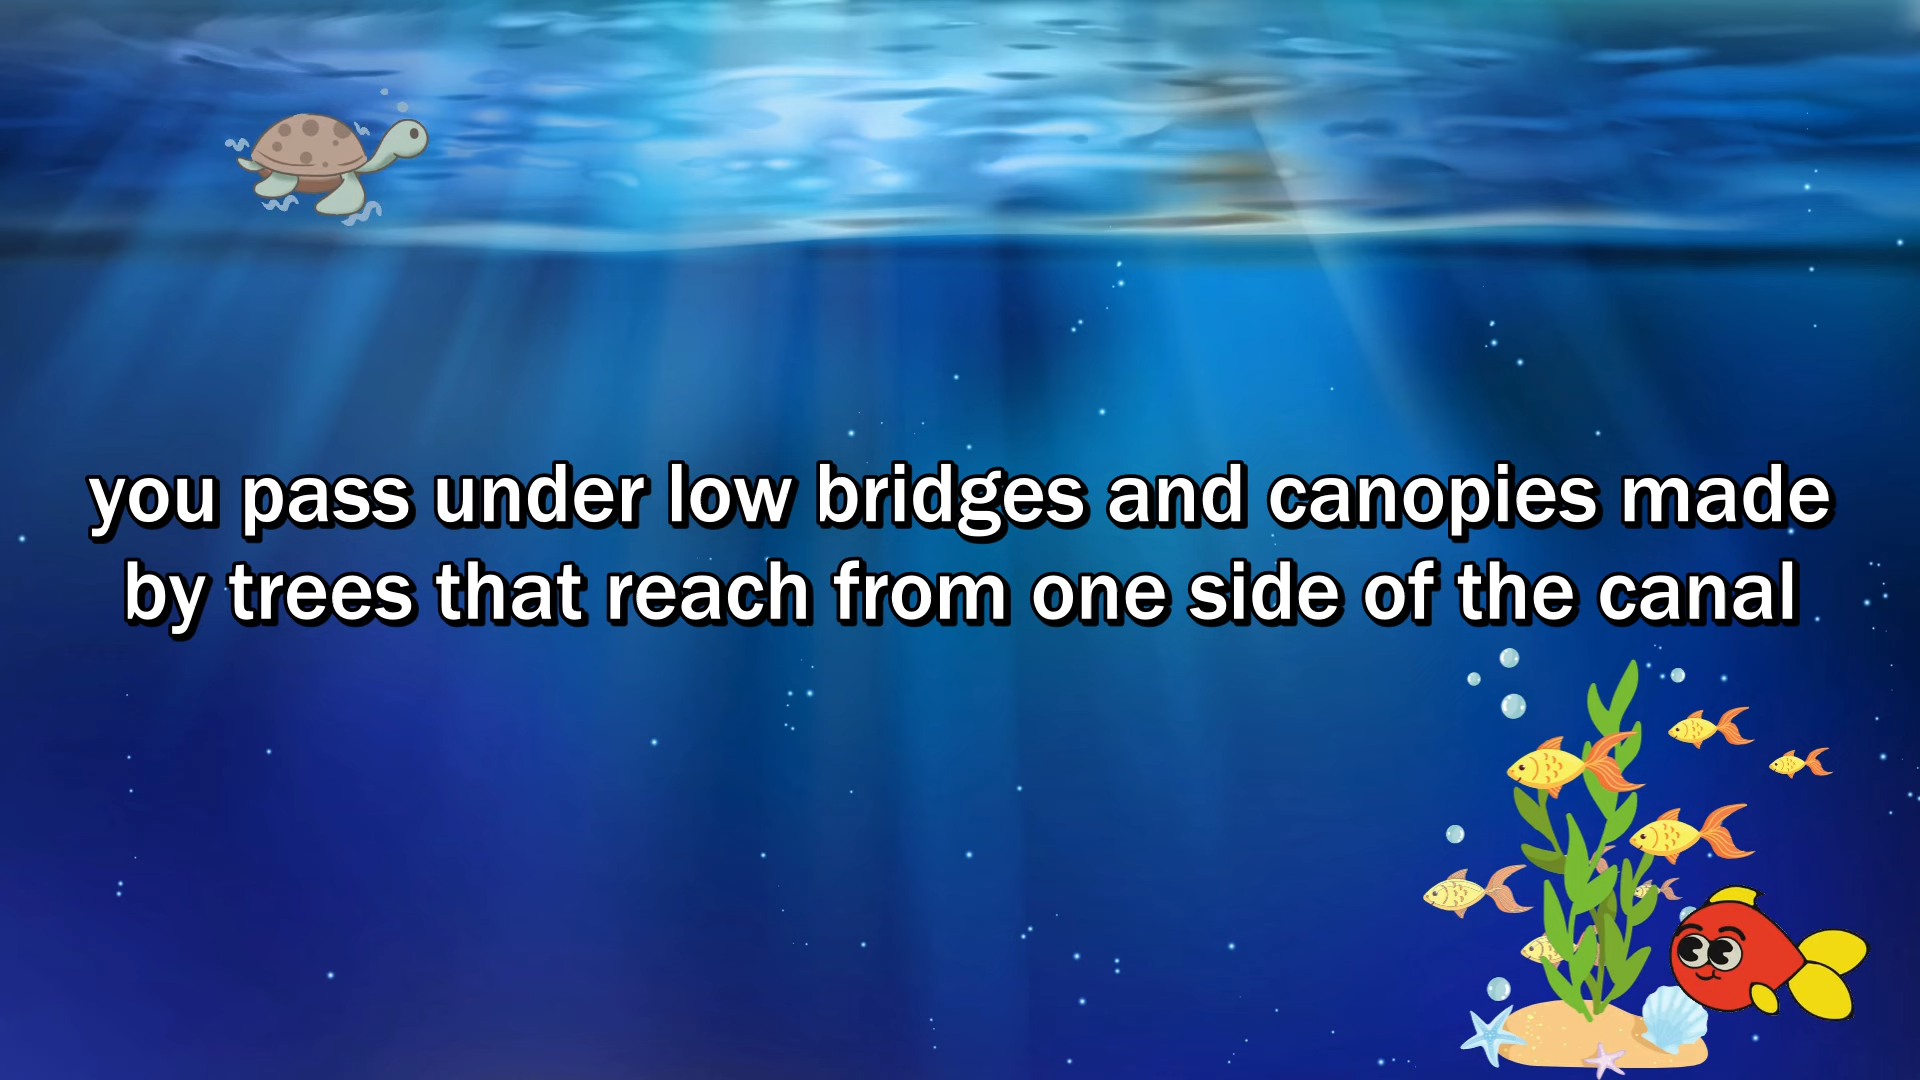 you pass under low bridges and canopies made
by trees that reach from one side of the canal